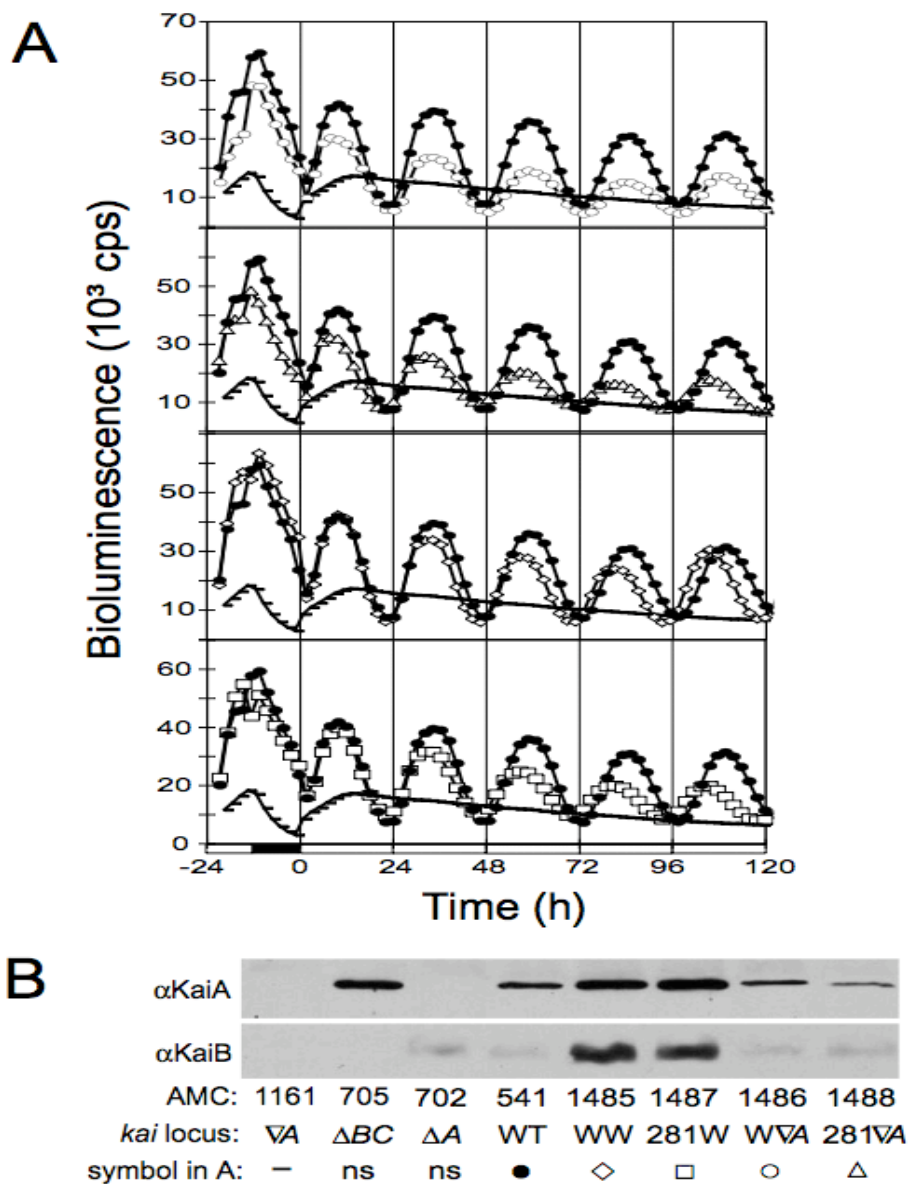 A
70
50
30
10
50
30
10
50
30
10
60
40
20
0
Bioluminescence (10³ cps)
-24 0 24 48 72 96 120
Time (h)
B
αKaiA
αKaiB
AMC: 1161 705 702 541 1485 1487 1486 1488
kai locus: ∇A ΔBC ΔA WT WW 281W W∇A 281∇A
symbol in A: – ns ns ● ◇ □ ○ △